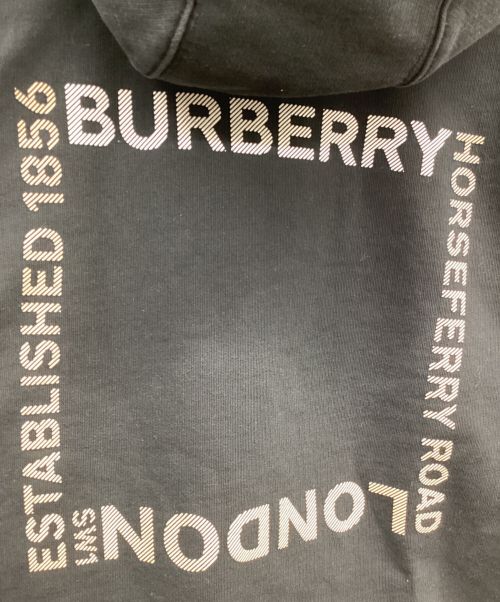 BURBERRY
HORSEFERRY ROAD
LONDON
SW1
ESTABLISHED 1856